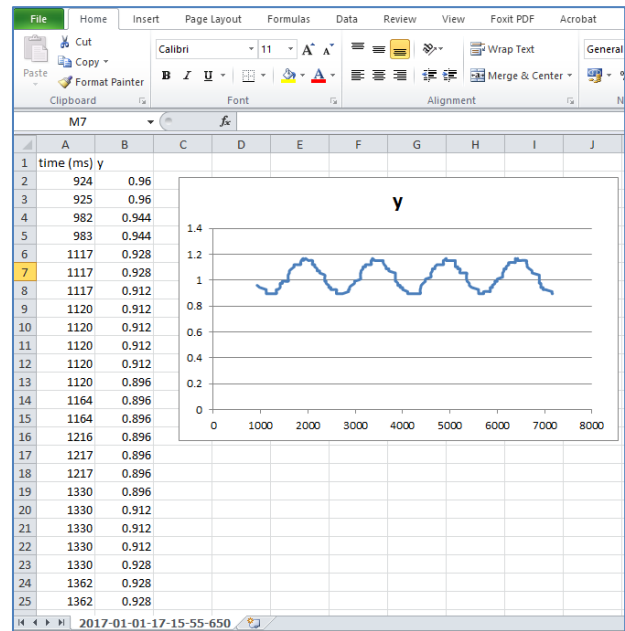 File Home Insert Page Layout Formulas Data Review View Foxit PDF Acrobat
Cut
Copy
Format Painter
Paste
Clipboard
Calibri 11 A A
B I U A
Font
Wrap Text
Merge & Center
Alignment
General
M7 fx
A B C D E F G H I J
1 time (ms) y
2 924 0.96
3 925 0.96
4 982 0.944
5 983 0.944
6 1117 0.928
7 1117 0.928
8 1117 0.912
9 1120 0.912
10 1120 0.912
11 1120 0.912
12 1120 0.912
13 1120 0.896
14 1164 0.896
15 1164 0.896
16 1216 0.896
17 1217 0.896
18 1217 0.896
19 1330 0.896
20 1330 0.912
21 1330 0.912
22 1330 0.912
23 1330 0.928
24 1362 0.928
25 1362 0.928
y
1.4
1.2
1
0.8
0.6
0.4
0.2
0
0 1000 2000 3000 4000 5000 6000 7000 8000
2017-01-01-17-15-55-650